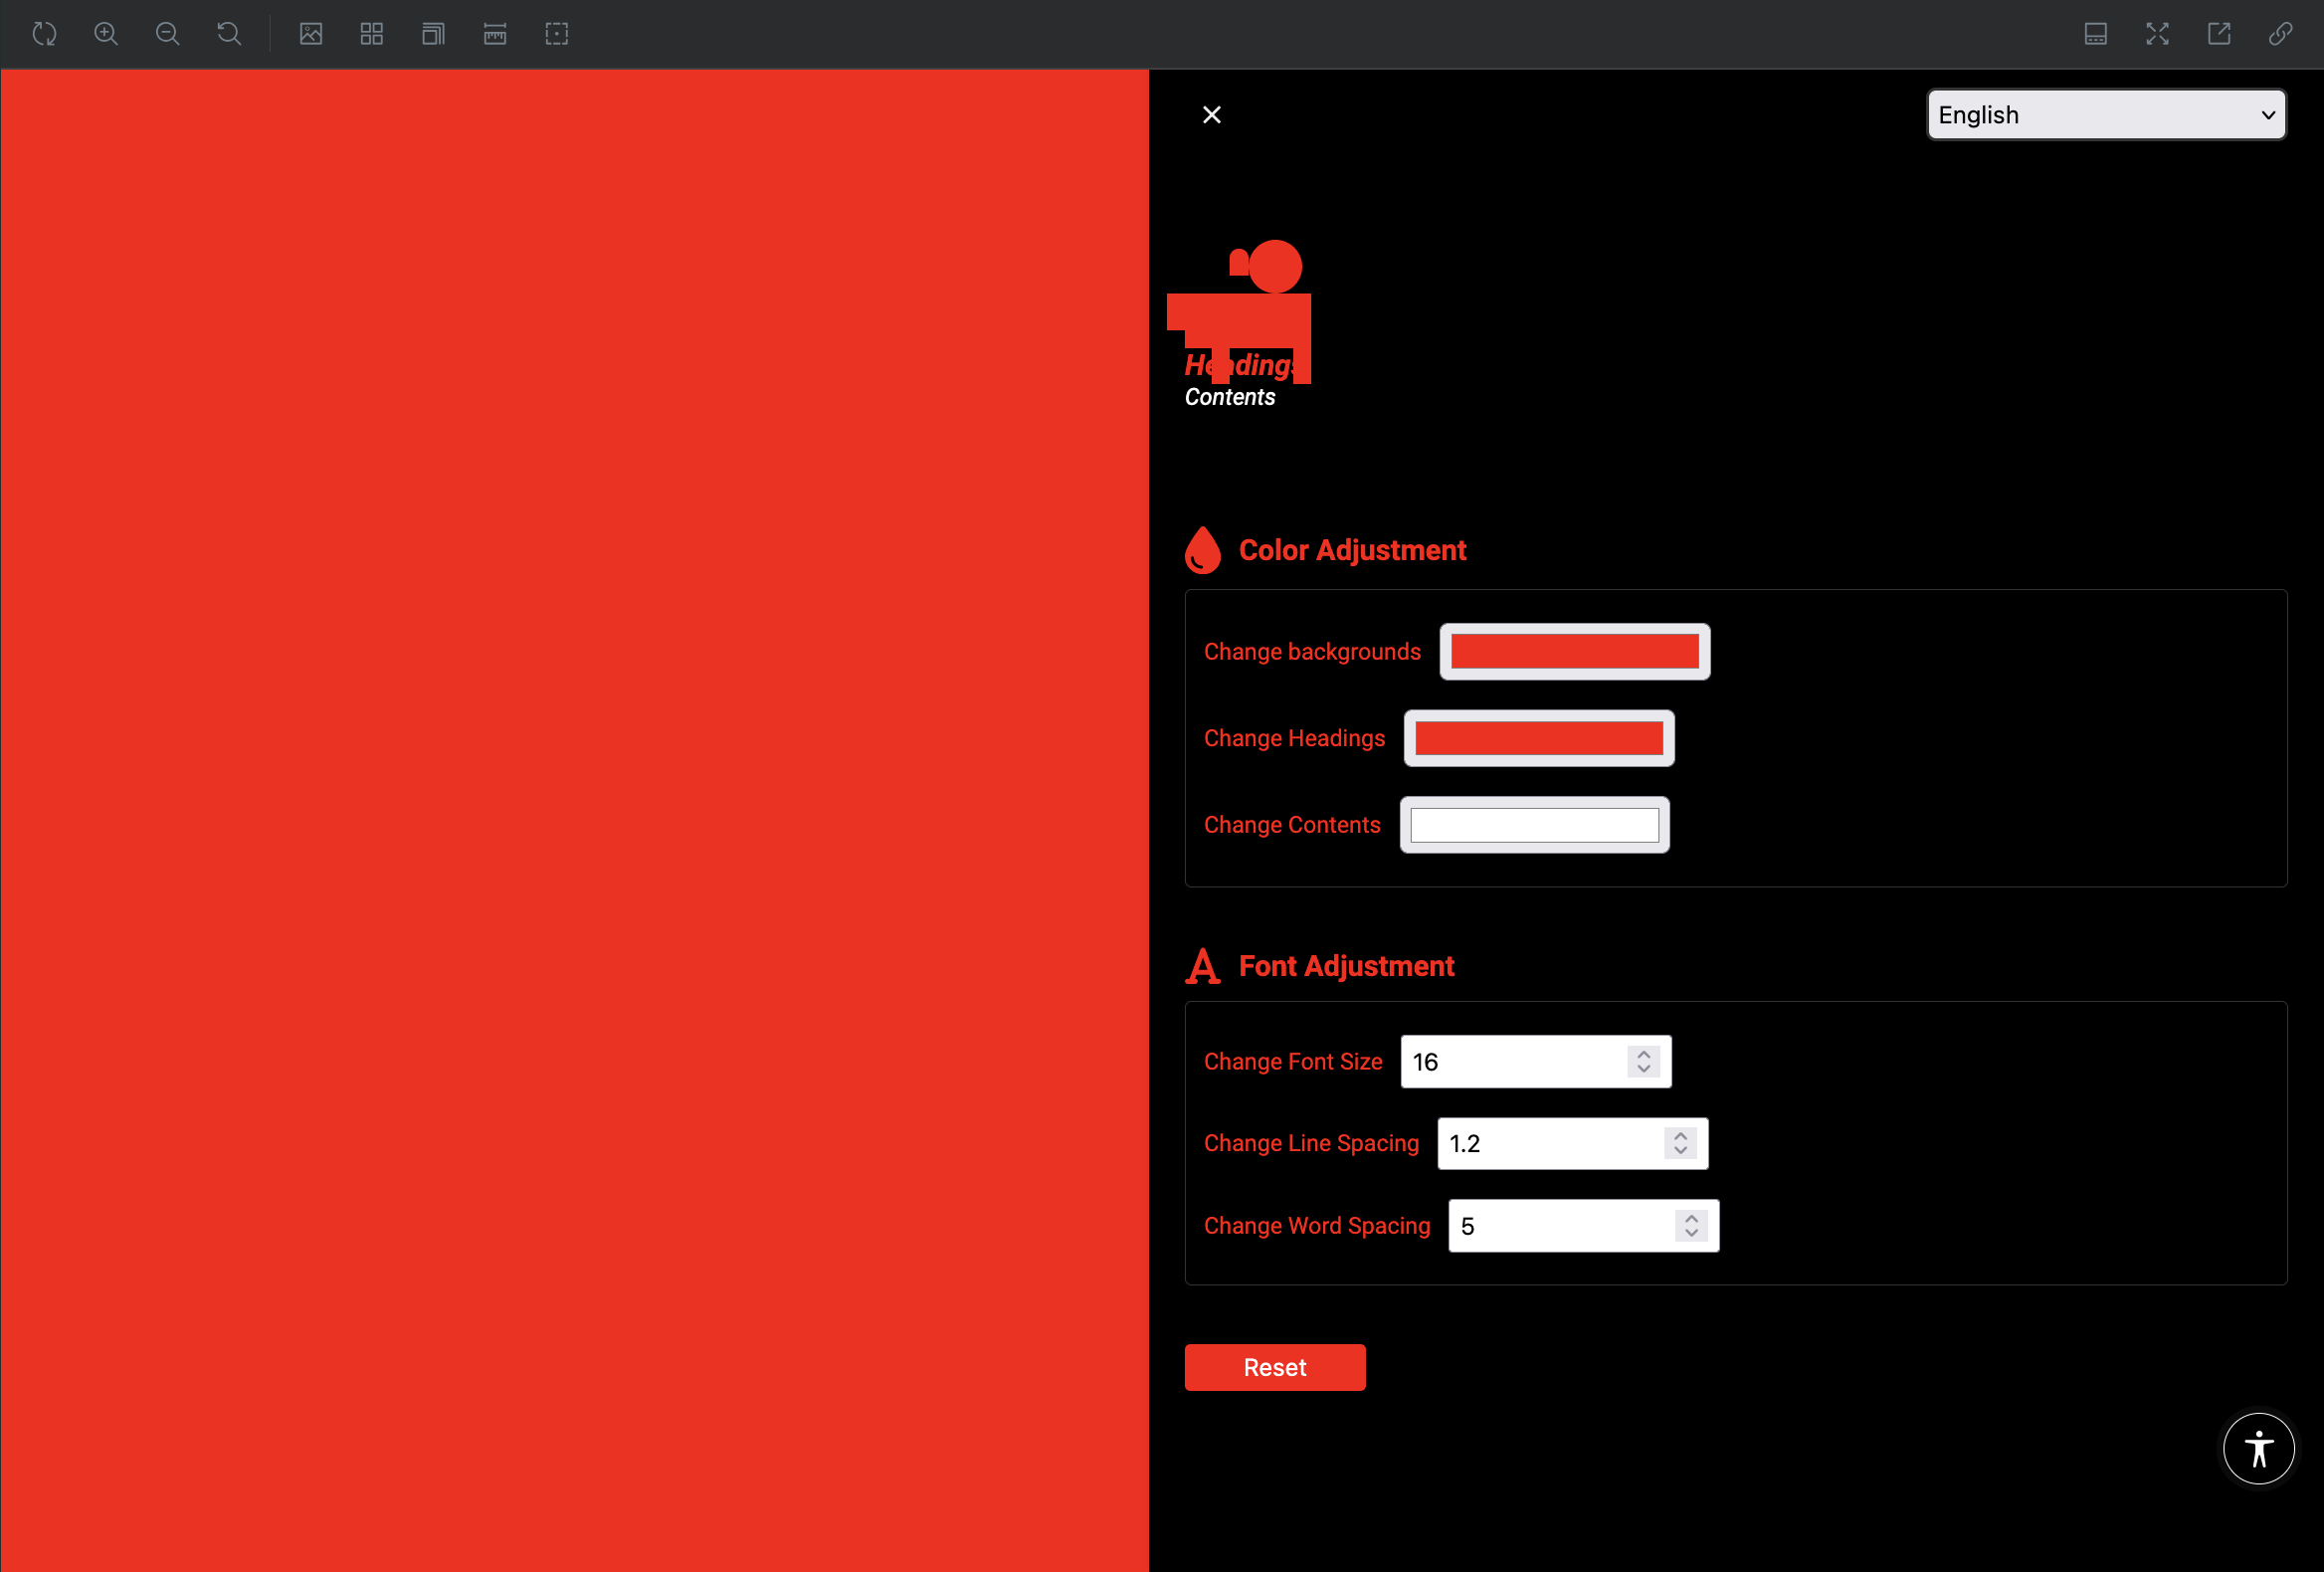 English
Headings
Contents
Color Adjustment
Change backgrounds
Change Headings
Change Contents
Font Adjustment
Change Font Size 16
Change Line Spacing 1.2
Change Word Spacing 5
Reset